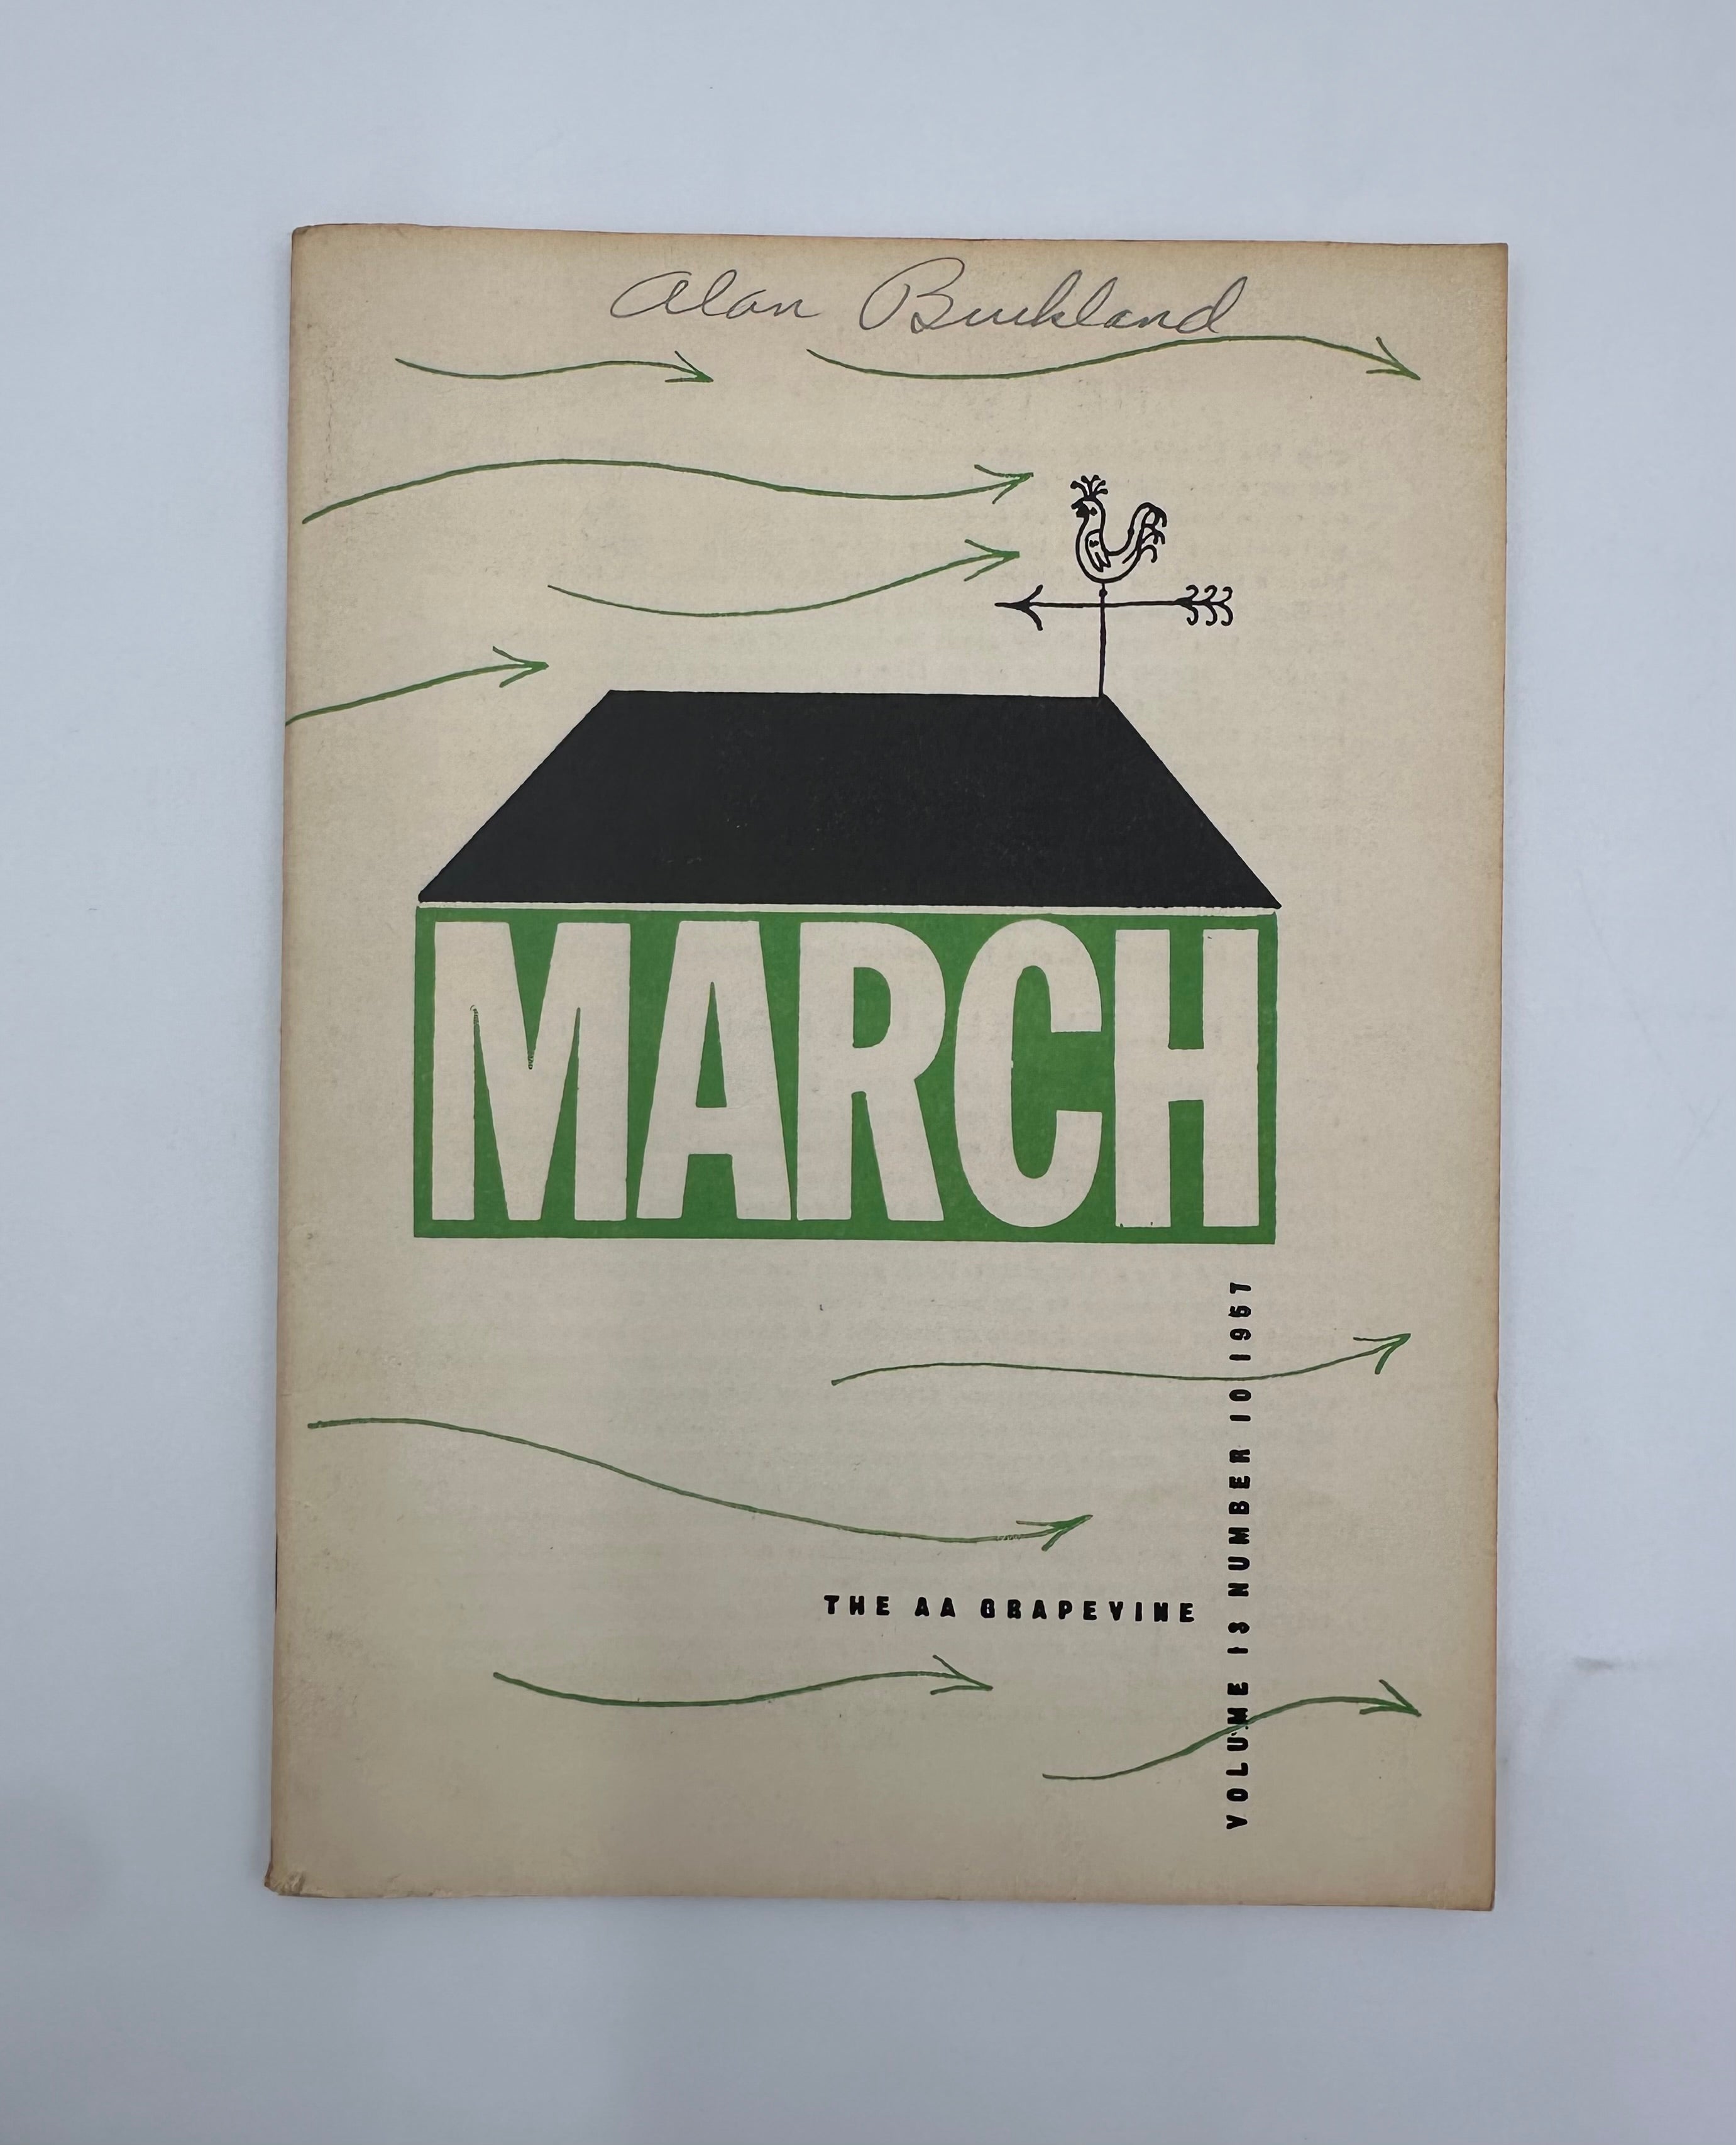 Alan Buckland
MARCH
THE AA GRAPEVINE
VOLUME 13 NUMBER 10 1957